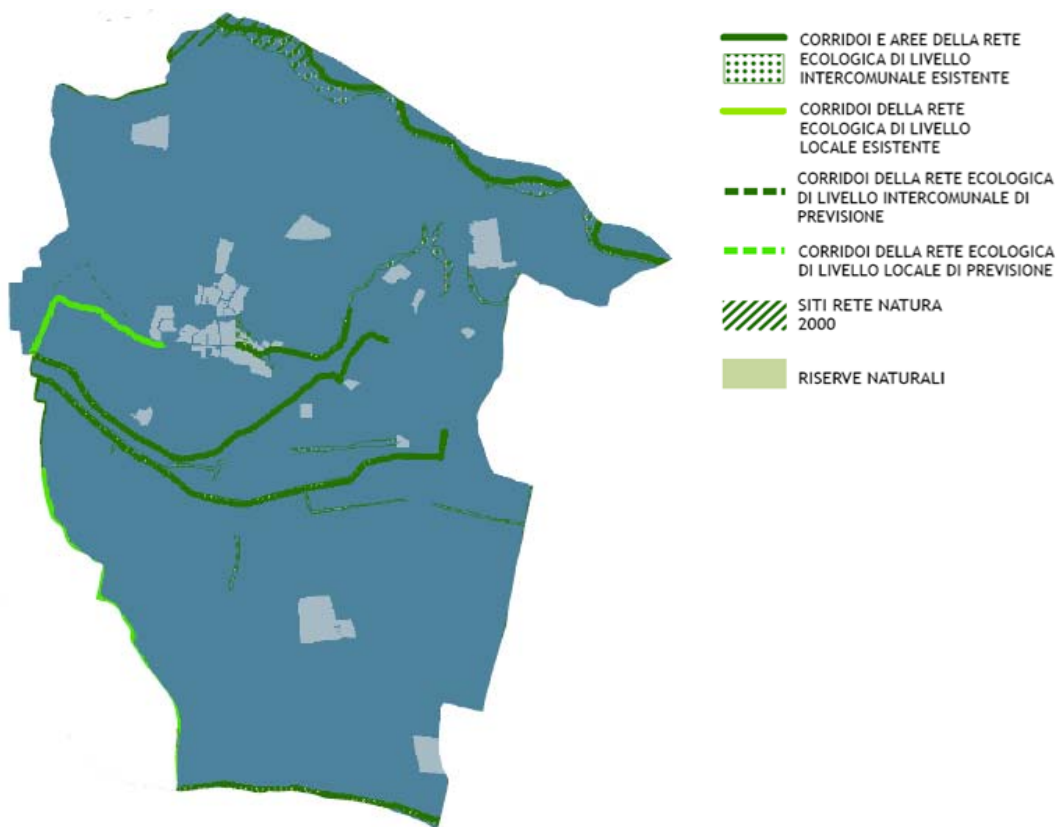 CORRIDOI E AREE DELLA RETE
ECOLOGICA DI LIVELLO
INTERCOMUNALE ESISTENTE
CORRIDOI DELLA RETE
ECOLOGICA DI LIVELLO
LOCALE ESISTENTE
CORRIDOI DELLA RETE ECOLOGICA
DI LIVELLO INTERCOMUNALE DI
PREVISIONE
CORRIDOI DELLA RETE ECOLOGICA
DI LIVELLO LOCALE DI PREVISIONE
SITI RETE NATURA
2000
RISERVE NATURALI